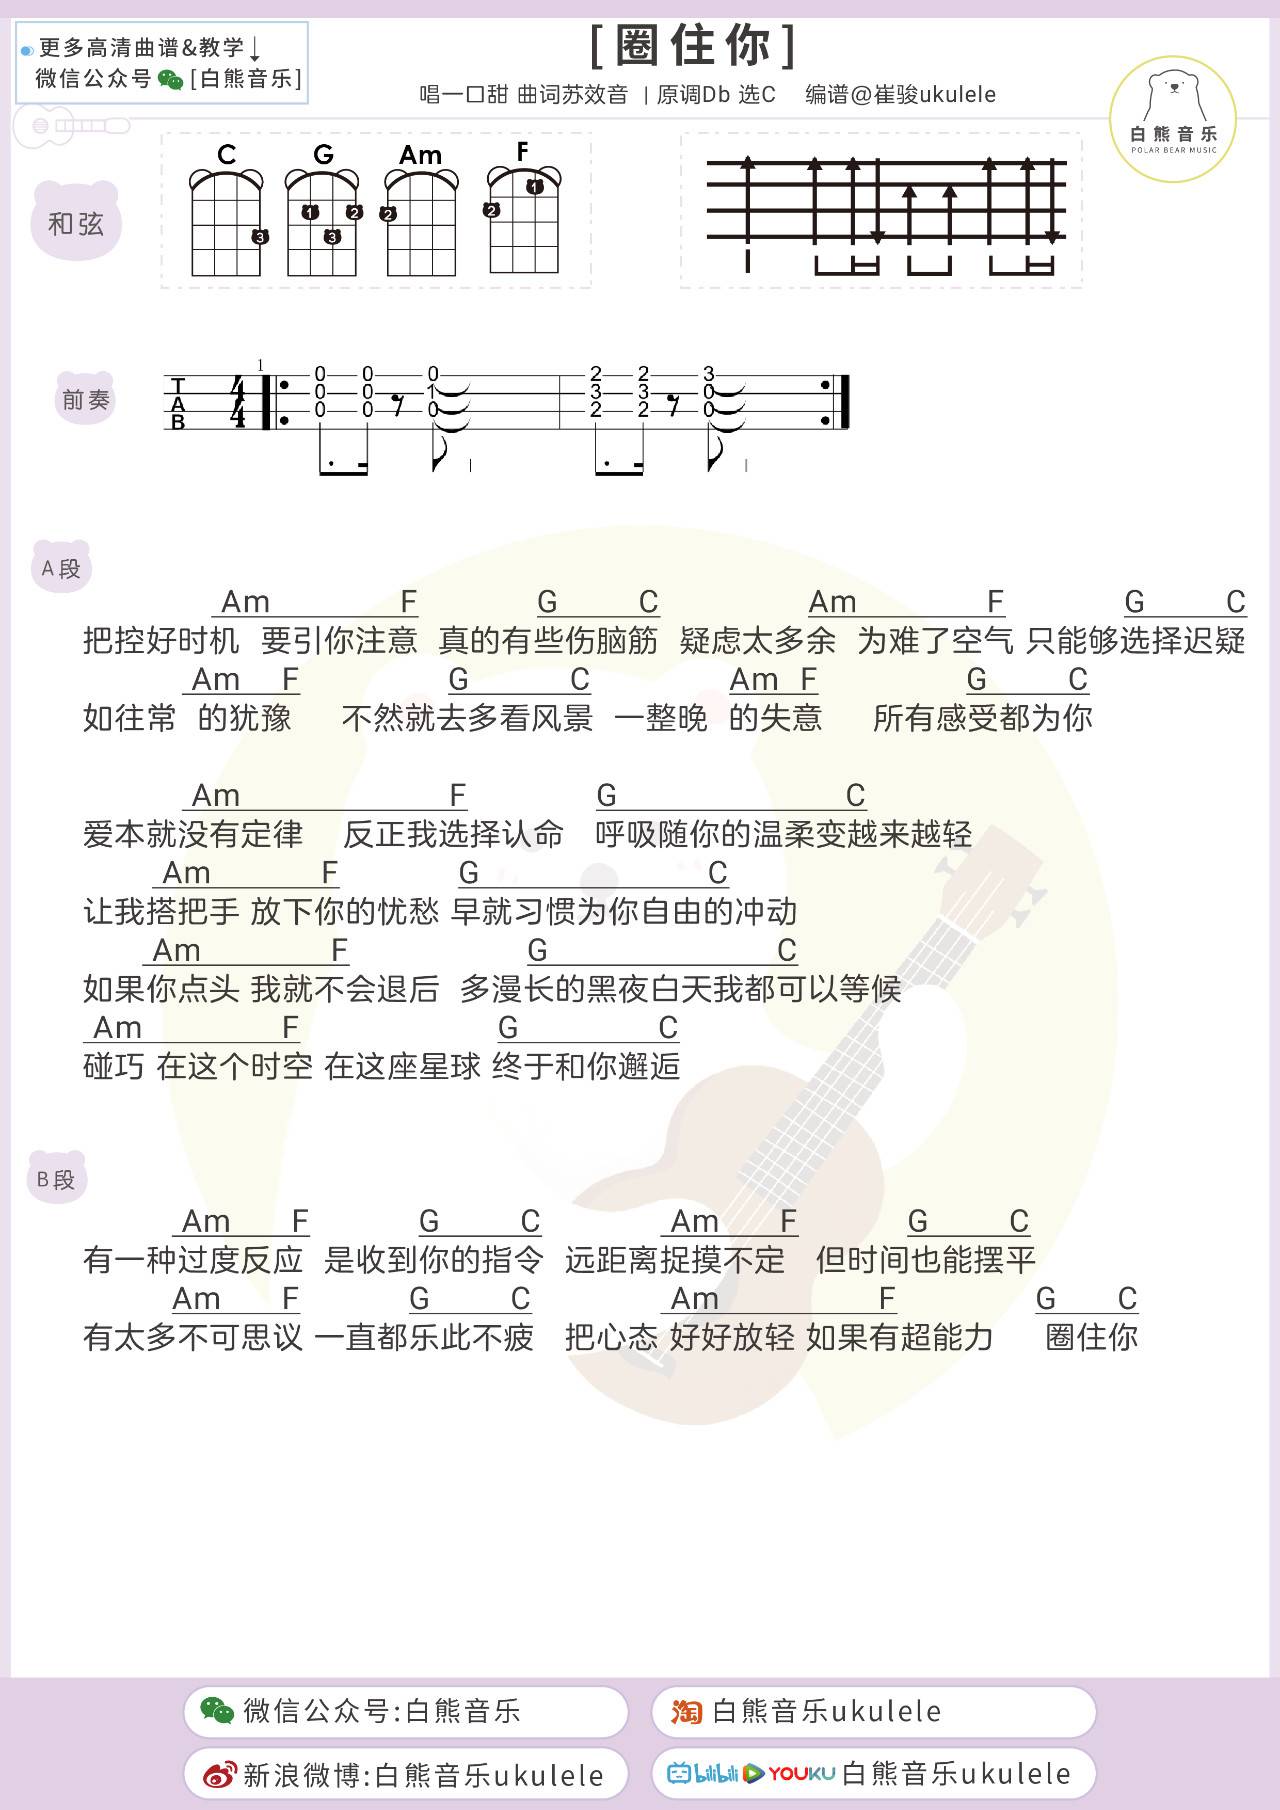 更多高清曲谱&教学↓
微信公众号 [白熊音乐]
[圈住你]
唱一口甜 曲词苏效音 | 原调Db 选C 编谱@崔骏ukulele
白熊音乐
POLAR BEAR MUSIC
和弦
C G Am F
3 1 2 3 2 1 2
前奏
1
T A B 4 4
0 0 0 2 2 3
0 0 1 3 3 0
0 0 0 2 2 0
A段
Am F G C Am F G C
把控好时机 要引你注意 真的有些伤脑筋 疑虑太多余 为难了空气 只能够选择迟疑
Am F G C Am F G C
如往常 的犹豫 不然就去多看风景 一整晚 的失意 所有感受都为你
Am F G C
爱本就没有定律 反正我选择认命 呼吸随你的温柔变越来越轻
Am F G C
让我搭把手 放下你的忧愁 早就习惯为你自由的冲动
Am F G C
如果你点头 我就不会退后 多漫长的黑夜白天我都可以等候
Am F G C
碰巧 在这个时空 在这座星球 终于和你邂逅
B段
Am F G C Am F G C
有一种过度反应 是收到你的指令 远距离捉摸不定 但时间也能摆平
Am F G C Am F G C
有太多不可思议 一直都乐此不疲 把心态 好好放轻 如果有超能力 圈住你
微信公众号:白熊音乐
淘 白熊音乐ukulele
新浪微博:白熊音乐ukulele
bilibili YOUKU 白熊音乐ukulele